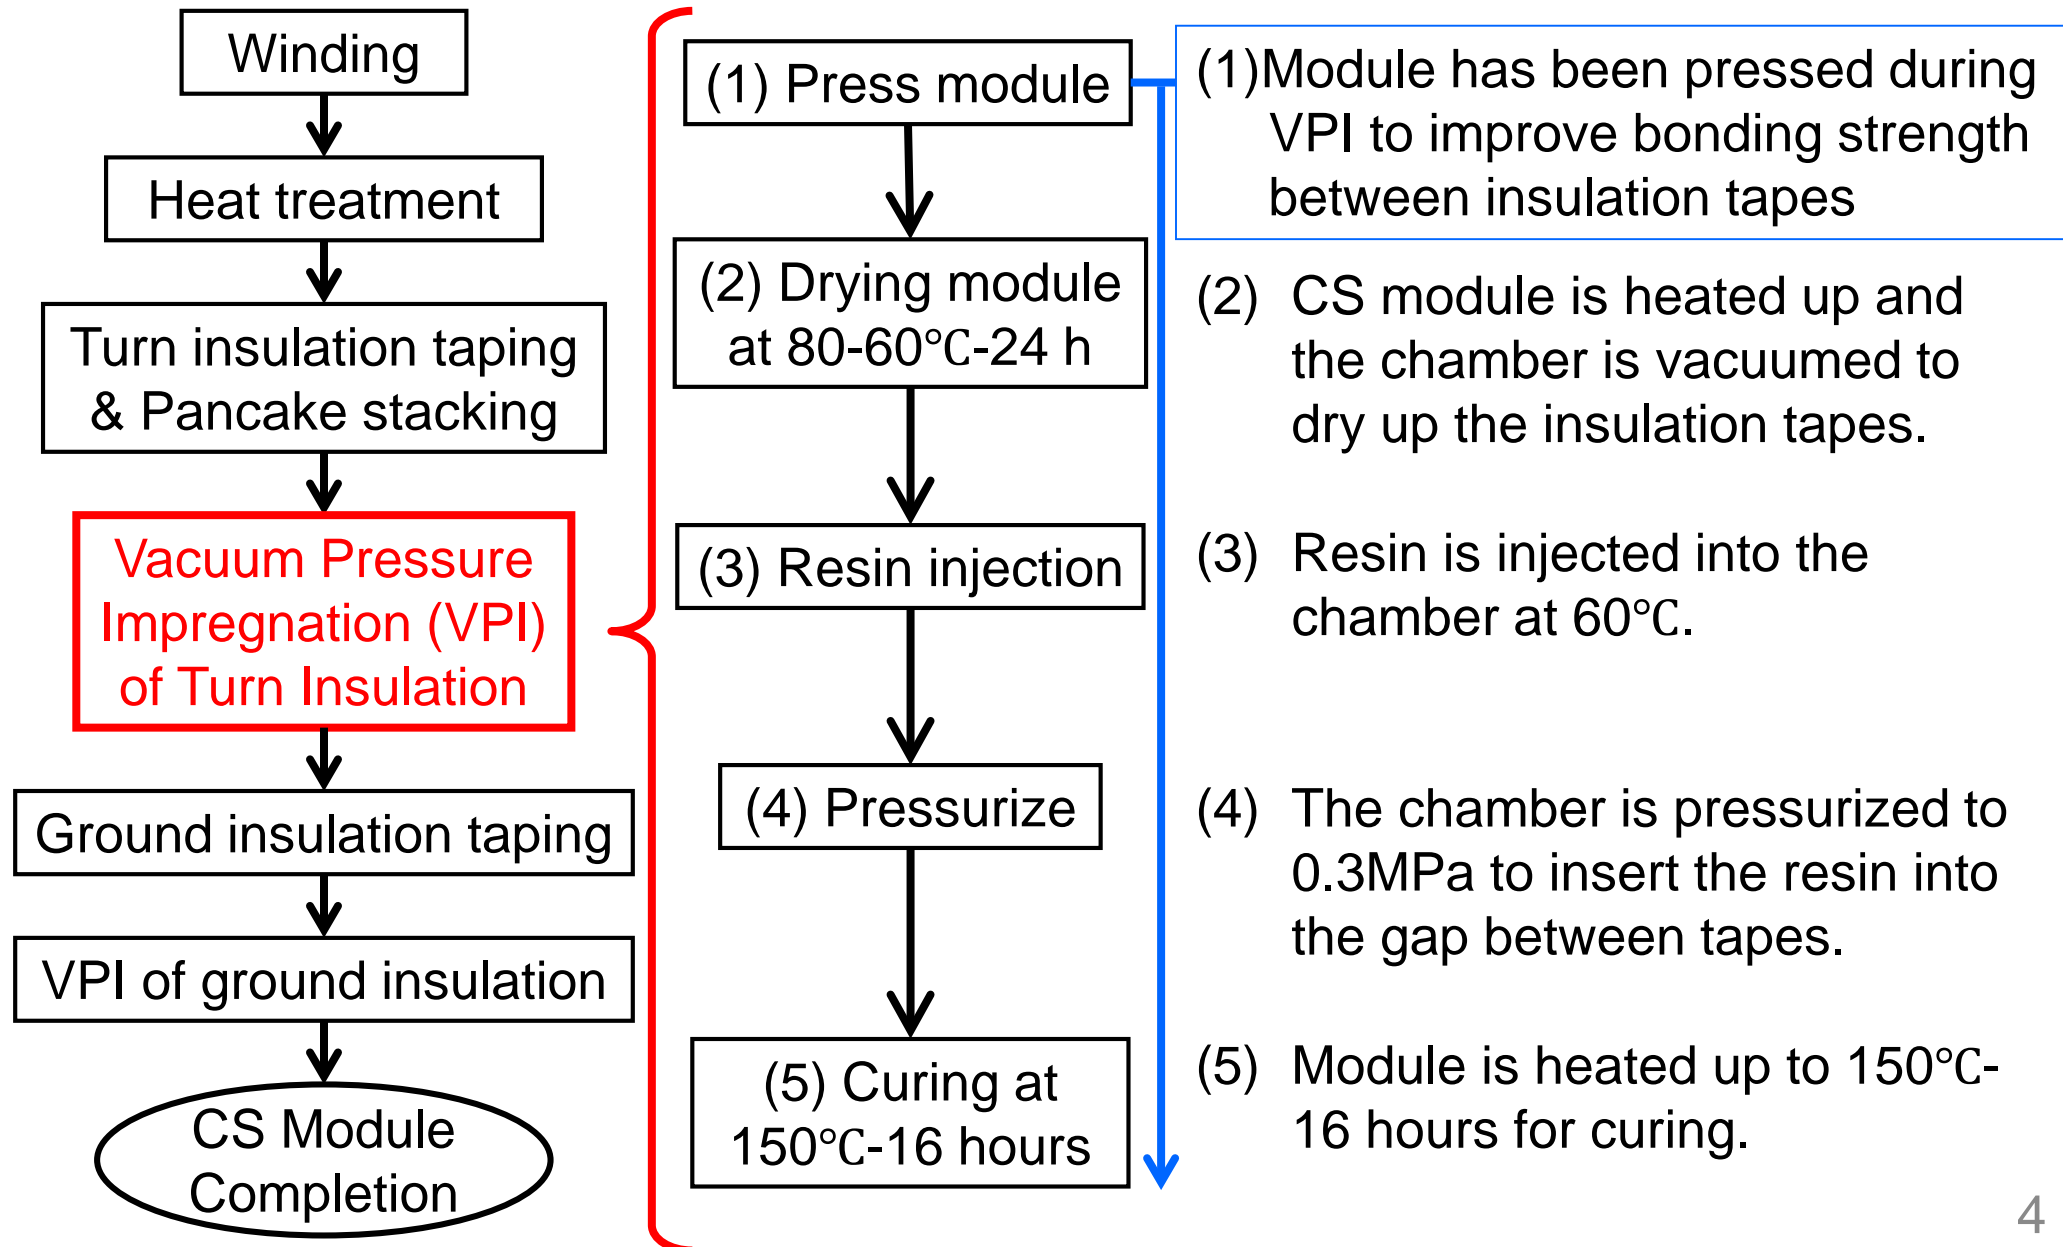 Winding
Heat treatment
Turn insulation taping
& Pancake stacking
Vacuum Pressure
Impregnation (VPI)
of Turn Insulation
Ground insulation taping
VPI of ground insulation
CS Module
Completion
(1) Press module
(2) Drying module
at 80-60℃-24 h
(3) Resin injection
(4) Pressurize
(5) Curing at
150℃-16 hours
(1)Module has been pressed during
VPI to improve bonding strength
between insulation tapes
(2) CS module is heated up and
the chamber is vacuumed to
dry up the insulation tapes.
(3) Resin is injected into the
chamber at 60℃.
(4) The chamber is pressurized to
0.3MPa to insert the resin into
the gap between tapes.
(5) Module is heated up to 150℃-
16 hours for curing.
4